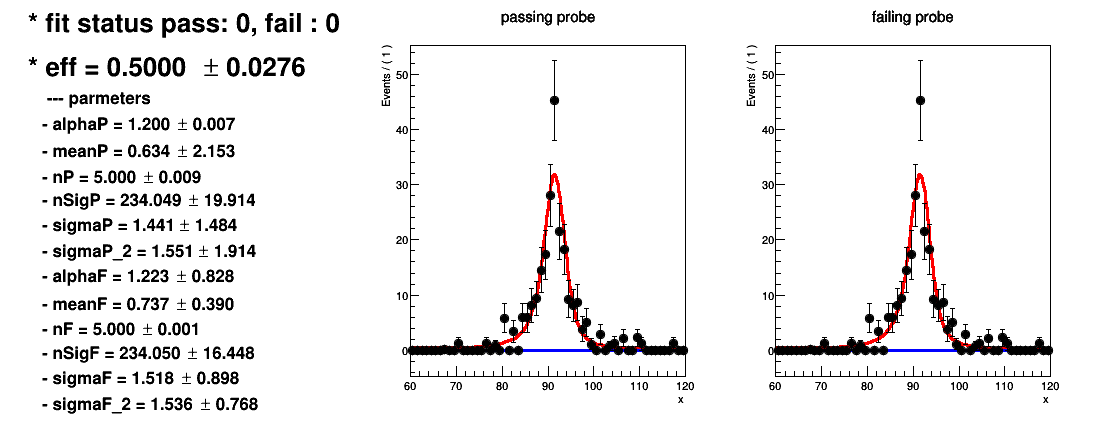 * fit status pass: 0, fail : 0
* eff = 0.5000 ± 0.0276
--- parmeters
- alphaP = 1.200 ± 0.007
- meanP = 0.634 ± 2.153
- nP = 5.000 ± 0.009
- nSigP = 234.049 ± 19.914
- sigmaP = 1.441 ± 1.484
- sigmaP_2 = 1.551 ± 1.914
- alphaF = 1.223 ± 0.828
- meanF = 0.737 ± 0.390
- nF = 5.000 ± 0.001
- nSigF = 234.050 ± 16.448
- sigmaF = 1.518 ± 0.898
- sigmaF_2 = 1.536 ± 0.768
passing probe
Events / ( 1 )
50
40
30
20
10
0
60 70 80 90 100 110 120
x
failing probe
Events / ( 1 )
50
40
30
20
10
0
60 70 80 90 100 110 120
x